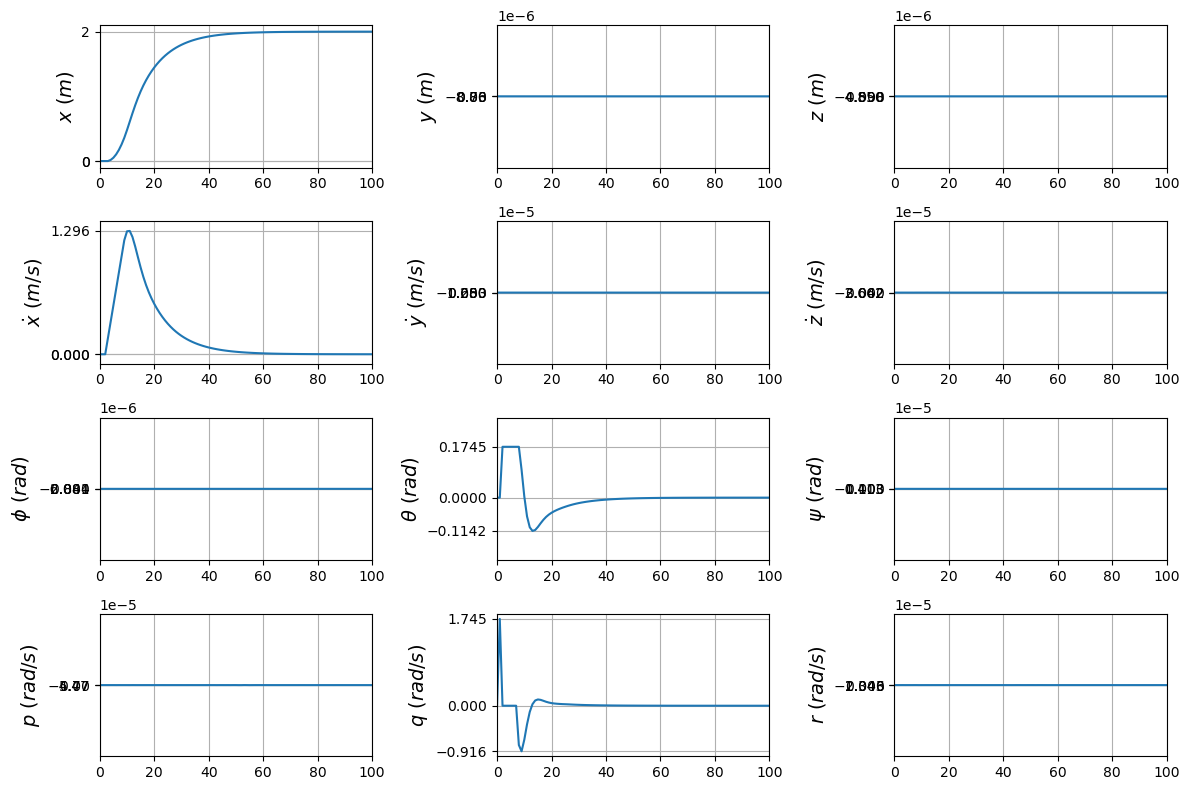 1e−6
1e−6
2
0
x (m)
y (m)
z (m)
0 20 40 60 80 100
0 20 40 60 80 100
0 20 40 60 80 100
1e−5
1e−5
1.296
0.000
ẋ (m/s)
ẏ (m/s)
ż (m/s)
0 20 40 60 80 100
0 20 40 60 80 100
0 20 40 60 80 100
1e−6
1e−5
0.1745
0.0000
−0.1142
ϕ (rad)
θ (rad)
ψ (rad)
0 20 40 60 80 100
0 20 40 60 80 100
0 20 40 60 80 100
1e−5
1e−5
1.745
0.000
−0.916
p (rad/s)
q (rad/s)
r (rad/s)
0 20 40 60 80 100
0 20 40 60 80 100
0 20 40 60 80 100